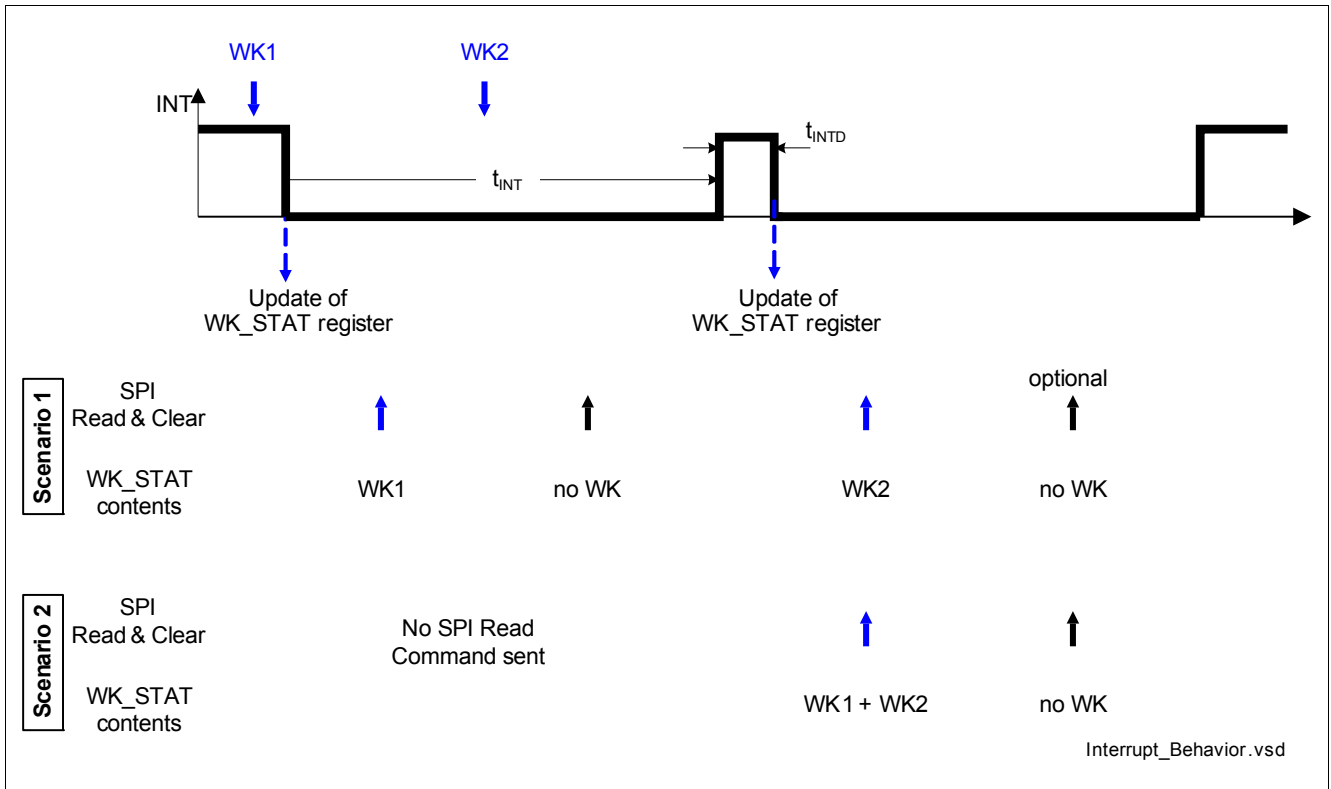 WK1
WK2
INT
tINTD
tINT
Update of
WK_STAT register
Update of
WK_STAT register
Scenario 1
SPI
Read & Clear
optional
WK_STAT
contents
WK1
no WK
WK2
no WK
Scenario 2
SPI
Read & Clear
No SPI Read
Command sent
WK_STAT
contents
WK1 + WK2
no WK
Interrupt_Behavior.vsd